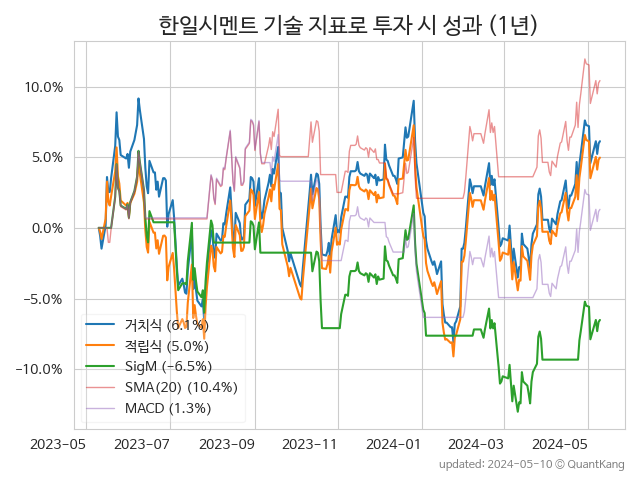 한일시멘트 기술 지표로 투자 시 성과 (1년)
10.0%
5.0%
0.0%
−5.0%
−10.0%
거치식 (6.1%)
적립식 (5.0%)
SigM (−6.5%)
SMA(20) (10.4%)
MACD (1.3%)
2023-05
2023-07
2023-09
2023-11
2024-01
2024-03
2024-05
updated: 2024-05-10 ⓒ QuantKang